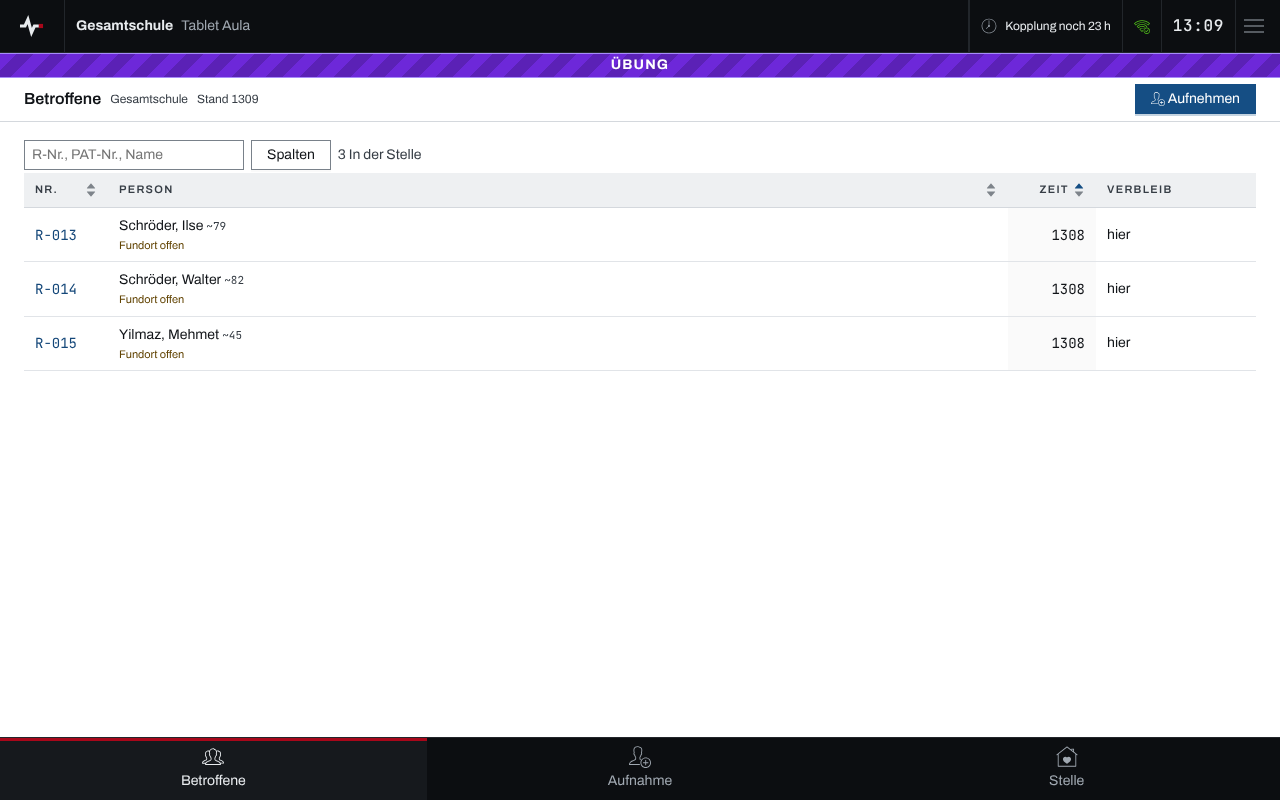 Gesamtschule Tablet Aula
Kopplung noch 23 h
13:09
ÜBUNG
Betroffene Gesamtschule Stand 1309
Aufnehmen
R-Nr., PAT-Nr., Name
Spalten
3 In der Stelle
NR. PERSON ZEIT VERBLEIB
R-013 Schröder, Ilse ~79 1308 hier
Fundort offen
R-014 Schröder, Walter ~82 1308 hier
Fundort offen
R-015 Yilmaz, Mehmet ~45 1308 hier
Fundort offen
Betroffene Aufnahme Stelle